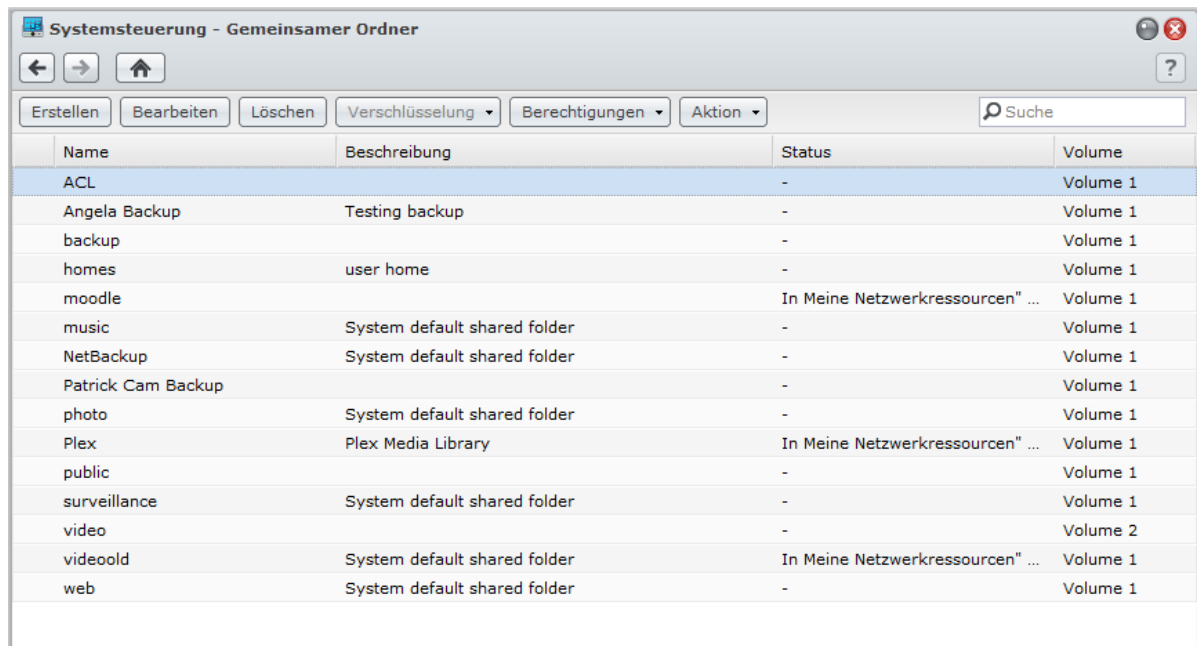 Systemsteuerung - Gemeinsamer Ordner
?
Erstellen Bearbeiten Löschen Verschlüsselung Berechtigungen Aktion Suche
Name Beschreibung Status Volume
ACL - Volume 1
Angela Backup Testing backup - Volume 1
backup - Volume 1
homes user home - Volume 1
moodle In Meine Netzwerkressourcen" ... Volume 1
music System default shared folder - Volume 1
NetBackup System default shared folder - Volume 1
Patrick Cam Backup - Volume 1
photo System default shared folder - Volume 1
Plex Plex Media Library In Meine Netzwerkressourcen" ... Volume 1
public - Volume 1
surveillance System default shared folder - Volume 1
video - Volume 2
videoold System default shared folder In Meine Netzwerkressourcen" ... Volume 1
web System default shared folder - Volume 1